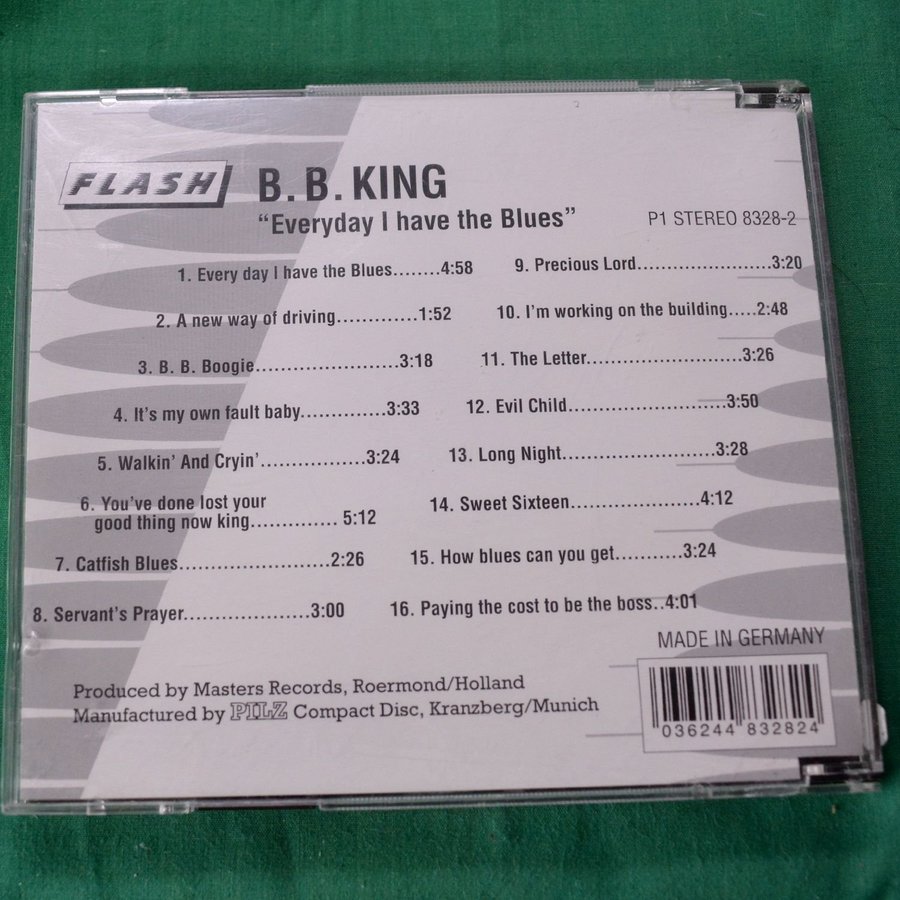 FLASH
B.B. KING
“Everyday I have the Blues”
P1 STEREO 8328-2
1. Every day I have the Blues........4:58
2. A new way of driving.............1:52
3. B. B. Boogie.......................3:18
4. It's my own fault baby..............3:33
5. Walkin' And Cryin'.................3:24
6. You've done lost your
good thing now king.............. 5:12
7. Catfish Blues........................2:26
8. Servant's Prayer....................3:00
9. Precious Lord......................3:20
10. I'm working on the building.....2:48
11. The Letter.........................3:26
12. Evil Child.........................3:50
13. Long Night........................3:28
14. Sweet Sixteen.....................4:12
15. How blues can you get...........3:24
16. Paying the cost to be the boss..4:01
MADE IN GERMANY
Produced by Masters Records, Roermond/Holland
Manufactured by PILZ Compact Disc, Kranzberg/Munich
036244 832824